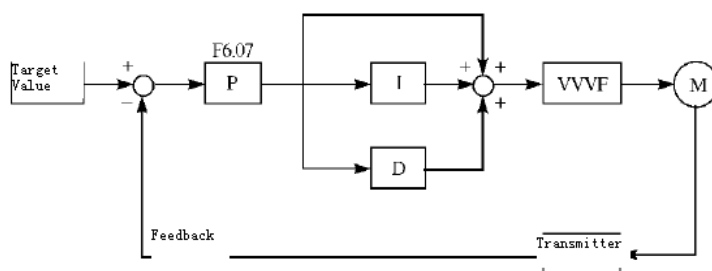 F6.07
Target
Value
+
−
P
I
D
+
+
+
VVVF
M
Feedback
Transmitter